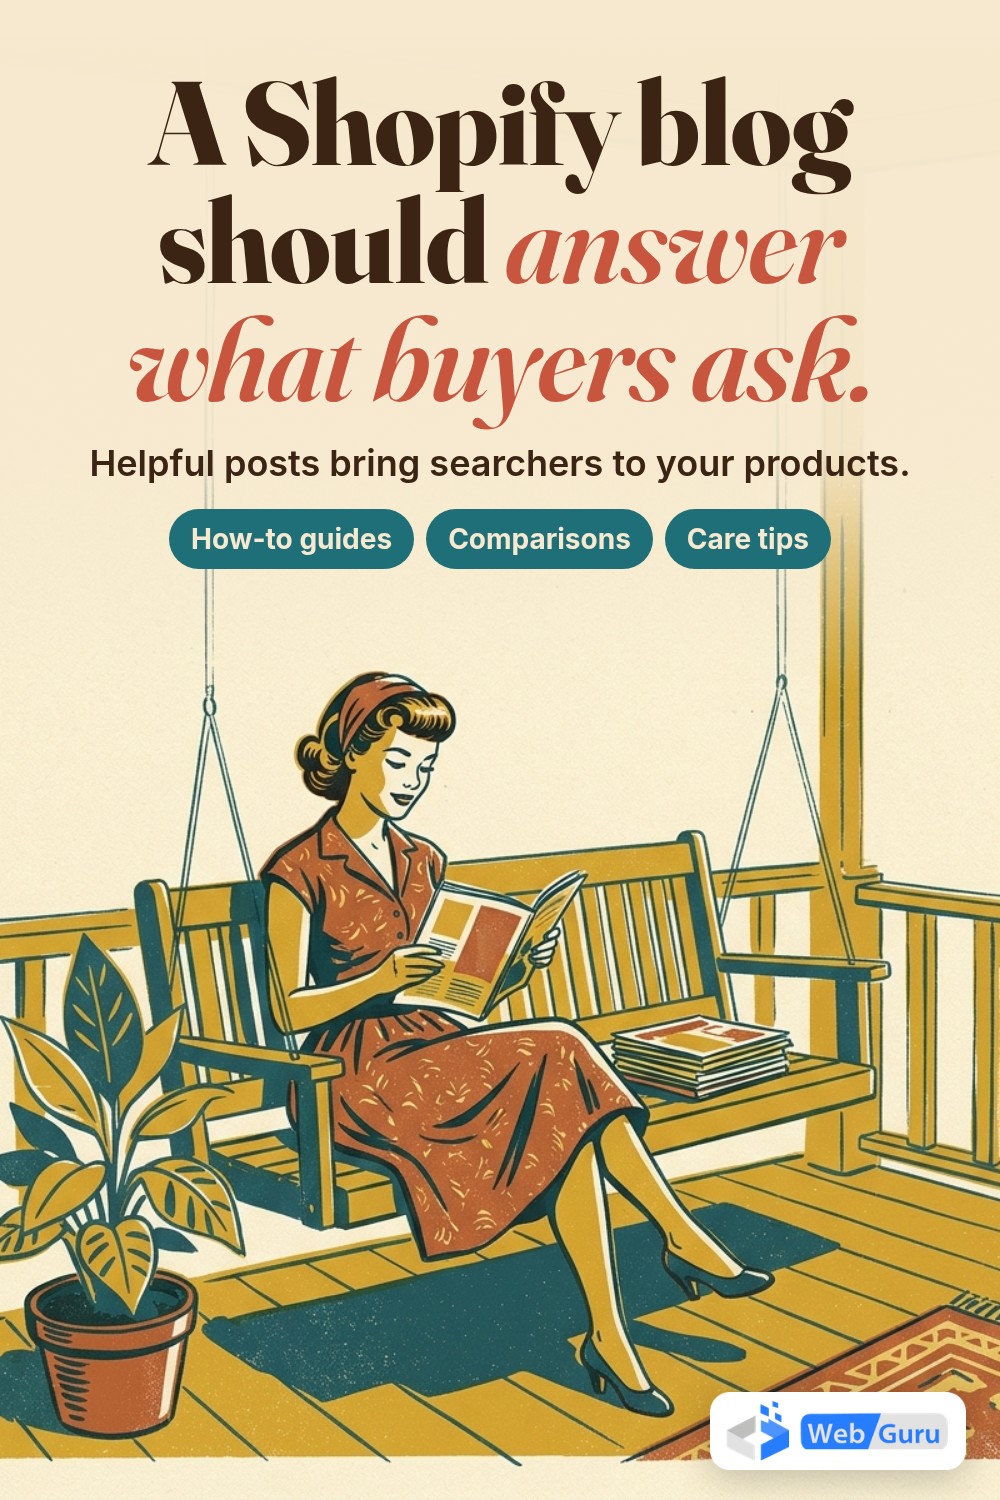 A Shopify blog
should answer
what buyers ask.
Helpful posts bring searchers to your products.
How-to guides Comparisons Care tips
Web Guru